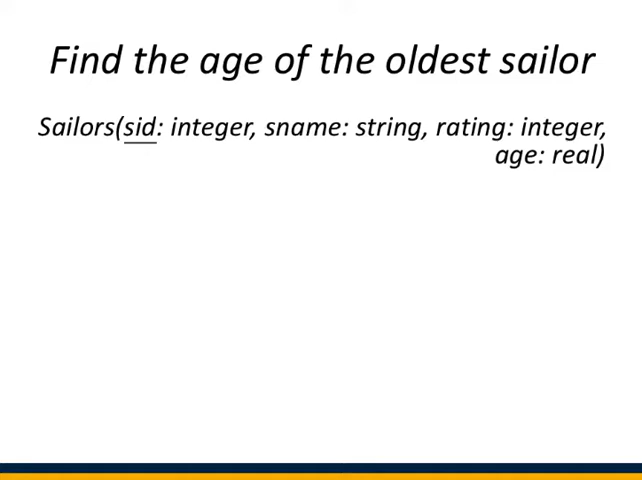 Find the age of the oldest sailor
Sailors(sid: integer, sname: string, rating: integer,
age: real)